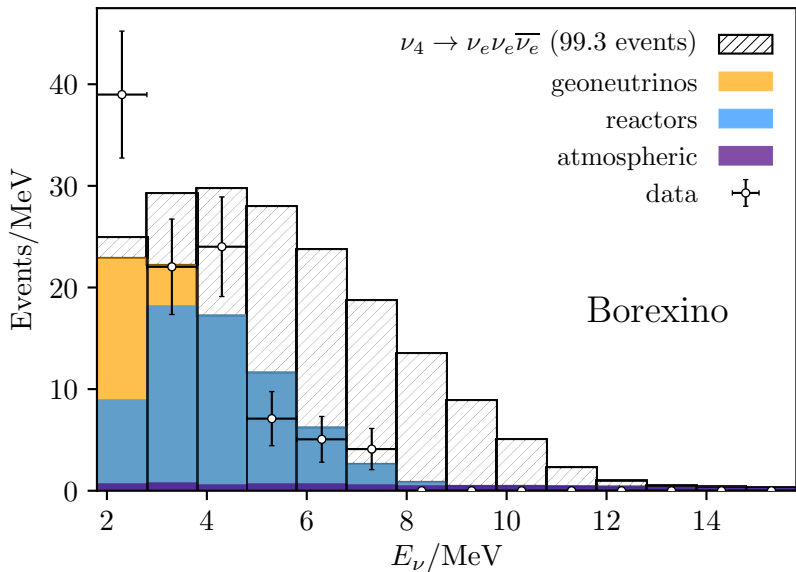 ν₄ → νₑνₑν̅ₑ (99.3 events)
geoneutrinos
reactors
atmospheric
data
Borexino
Events/MeV
40
30
20
10
0
2 4 6 8 10 12 14
E_ν/MeV